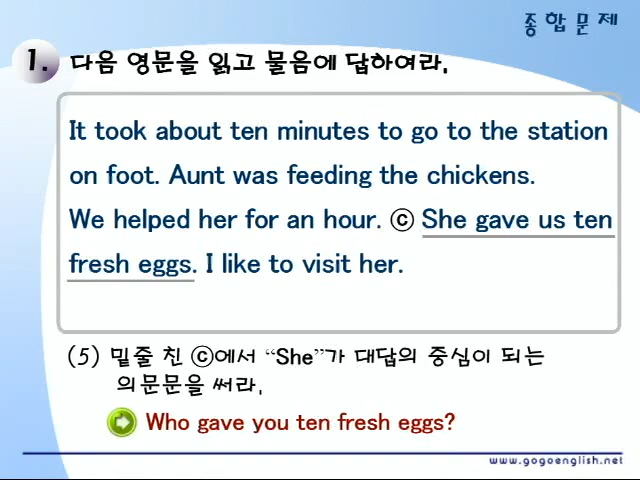 종합문제
1. 다음 영문을 읽고 물음에 답하여라.
It took about ten minutes to go to the station
on foot. Aunt was feeding the chickens.
We helped her for an hour. ⓒ She gave us ten
fresh eggs. I like to visit her.
(5) 밑줄 친 ⓒ에서 “She”가 대답의 중심이 되는
의문문을 써라.
Who gave you ten fresh eggs?
www.gogoenglish.net